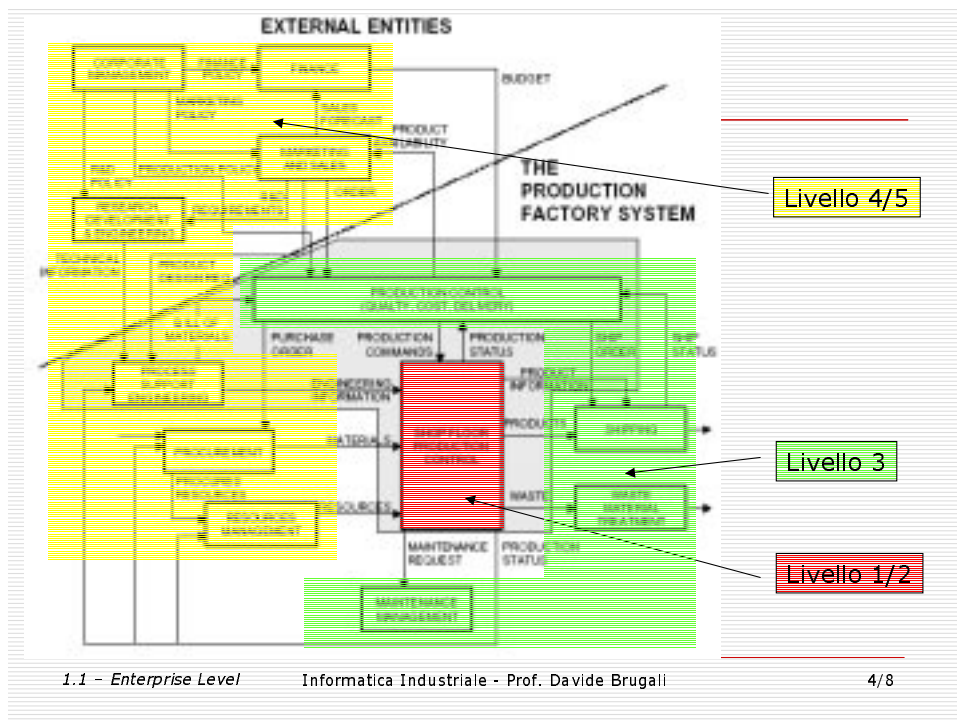 EXTERNAL ENTITIES
CORPORATE
MANAGEMENT
FINANCE
POLICY
FINANCE
BUDGET
MARKETING
POLICY
SALES
FORECAST
PRODUCT
MARKETING
AND SALES
R&D
POLICY
PRODUCTION POLICY
THE
PRODUCTION
FACTORY SYSTEM
Livello 4/5
ORDER
RESEARCH
DEVELOPMENT
& ENGINEERING
REQUIREMENTS
TECHNICAL
INFORMATION
PRODUCT
PRODUCTION CONTROL
(QUALTY, COST, DELIVERY)
BILL OF
MATERIALS
PURCHASE
ORDER
PRODUCTION
COMMANDS
PRODUCTION
STATUS
SHIP
ORDER
SHIP
STATUS
PROCESS
SUPPORT
ENGINEERING
ENGINEERING
INFORMATION
PRODUCT
INFORMATION
SHOP FLOOR
PRODUCTION
CONTROL
PRODUCTS
SHIPPING
MATERIALS
PROCUREMENT
Livello 3
PROCURED
RESOURCES
RESOURCES
RESOURCES
MANAGEMENT
WASTE
WASTE
MATERIAL
TREATMENT
MAINTENANCE
REQUEST
PRODUCTION
STATUS
Livello 1/2
MAINTENANCE
MANAGEMENT
1.1 – Enterprise Level
Informatica Industriale - Prof. Davide Brugali
4/8